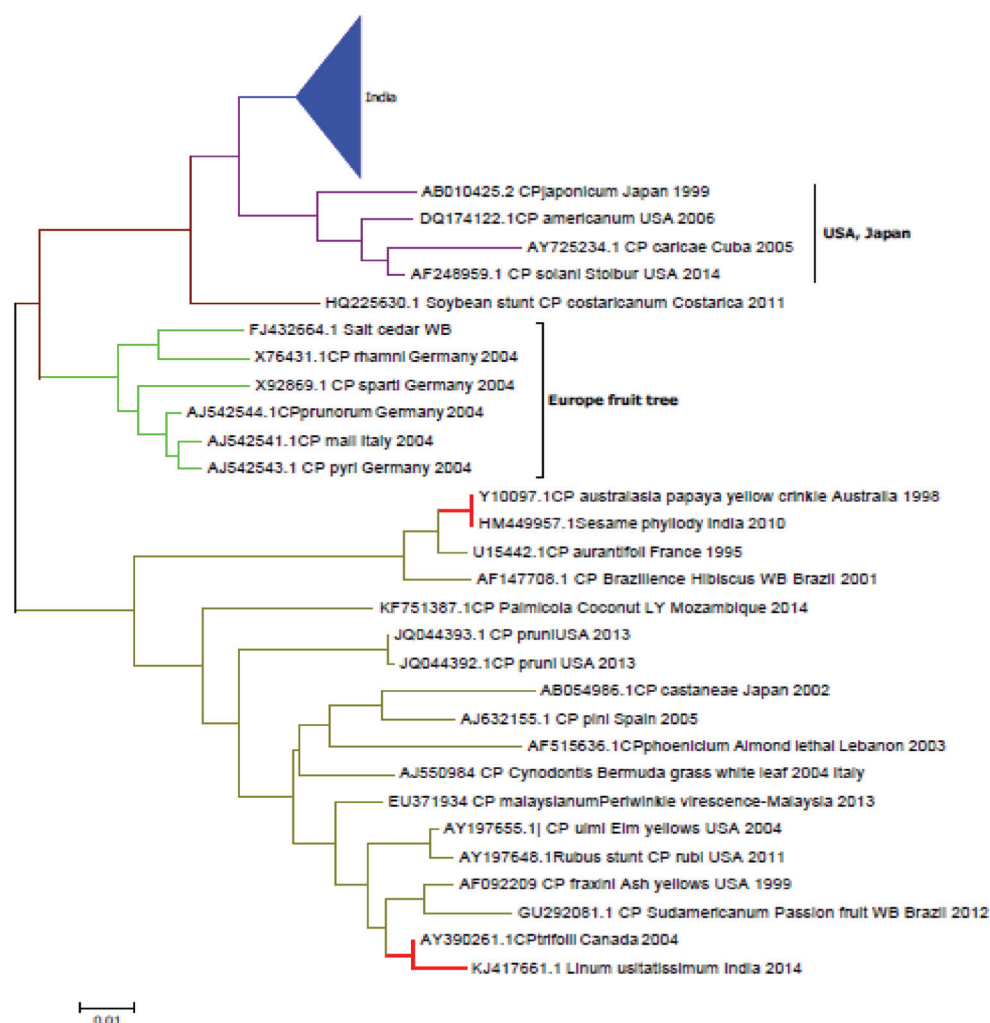 India
AB010425.2 CPjaponicum Japan 1999
DQ174122.1CP americanum USA 2006
USA, Japan
AY725234.1 CP caricae Cuba 2005
AF248959.1 CP solani Stolbur USA 2014
HQ225630.1 Soybean stunt CP costaricanum Costarica 2011
FJ432664.1 Salt cedar WB
X76431.1CP rhamni Germany 2004
X92869.1 CP sparti Germany 2004
Europe fruit tree
AJ542544.1CPprunorum Germany 2004
AJ542541.1CP mali Italy 2004
AJ542543.1 CP pyri Germany 2004
Y10097.1CP australasia papaya yellow crinkle Australia 1998
HM449957.1Sesame phyllody India 2010
U15442.1CP aurantifoli France 1995
AF147708.1 CP Brazilience Hibiscus WB Brazil 2001
KF751387.1CP Palmicola Coconut LY Mozambique 2014
JQ044393.1 CP pruniUSA 2013
JQ044392.1CP pruni USA 2013
AB054986.1CP castaneae Japan 2002
AJ632155.1 CP pini Spain 2005
AF515636.1CPphoenicium Almond lethal Lebanon 2003
AJ550984 CP Cynodontis Bermuda grass white leaf 2004 Italy
EU371934 CP malaysianumPeriwinkle virescence-Malaysia 2013
AY197655.1| CP ulmi Elm yellows USA 2004
AY197648.1Rubus stunt CP rubi USA 2011
AF092209 CP fraxini Ash yellows USA 1999
GU292081.1 CP Sudamericanum Passion fruit WB Brazil 2012
AY390261.1CPtrifolii Canada 2004
KJ417661.1 Linum usitatissimum India 2014
0.01